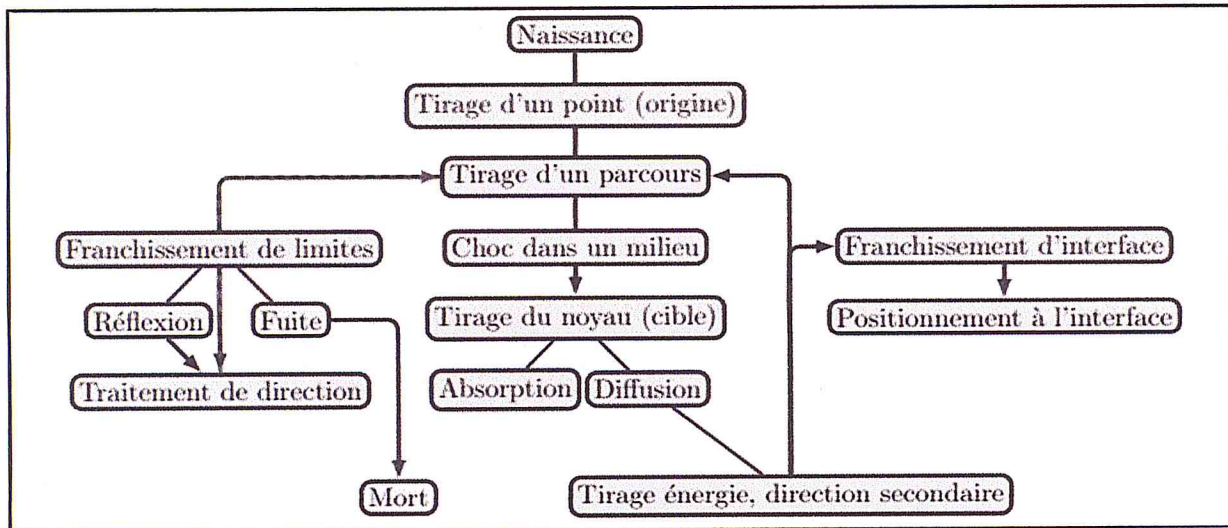 Naissance
Tirage d'un point (origine)
Tirage d'un parcours
Franchissement de limites
Choc dans un milieu
Franchissement d'interface
Réflexion
Fuite
Tirage du noyau (cible)
Positionnement à l'interface
Traitement de direction
Absorption
Diffusion
Mort
Tirage énergie, direction secondaire